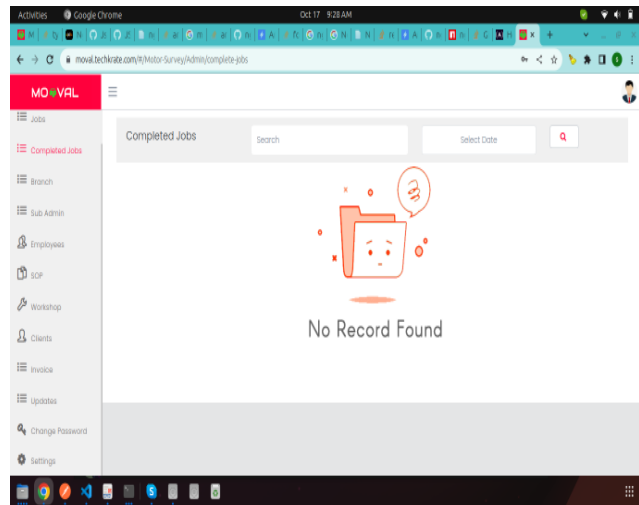 Activities Google Chrome Oct 17 9:28 AM
moval.techkrate.com/#/Motor-Survey/Admin/complete-jobs
MOVAL
Jobs
Completed Jobs Search Select Date
Completed Jobs
Branch
Sub Admin
Employees
SOP
Workshop
No Record Found
Clients
Invoice
Updates
Change Password
Settings